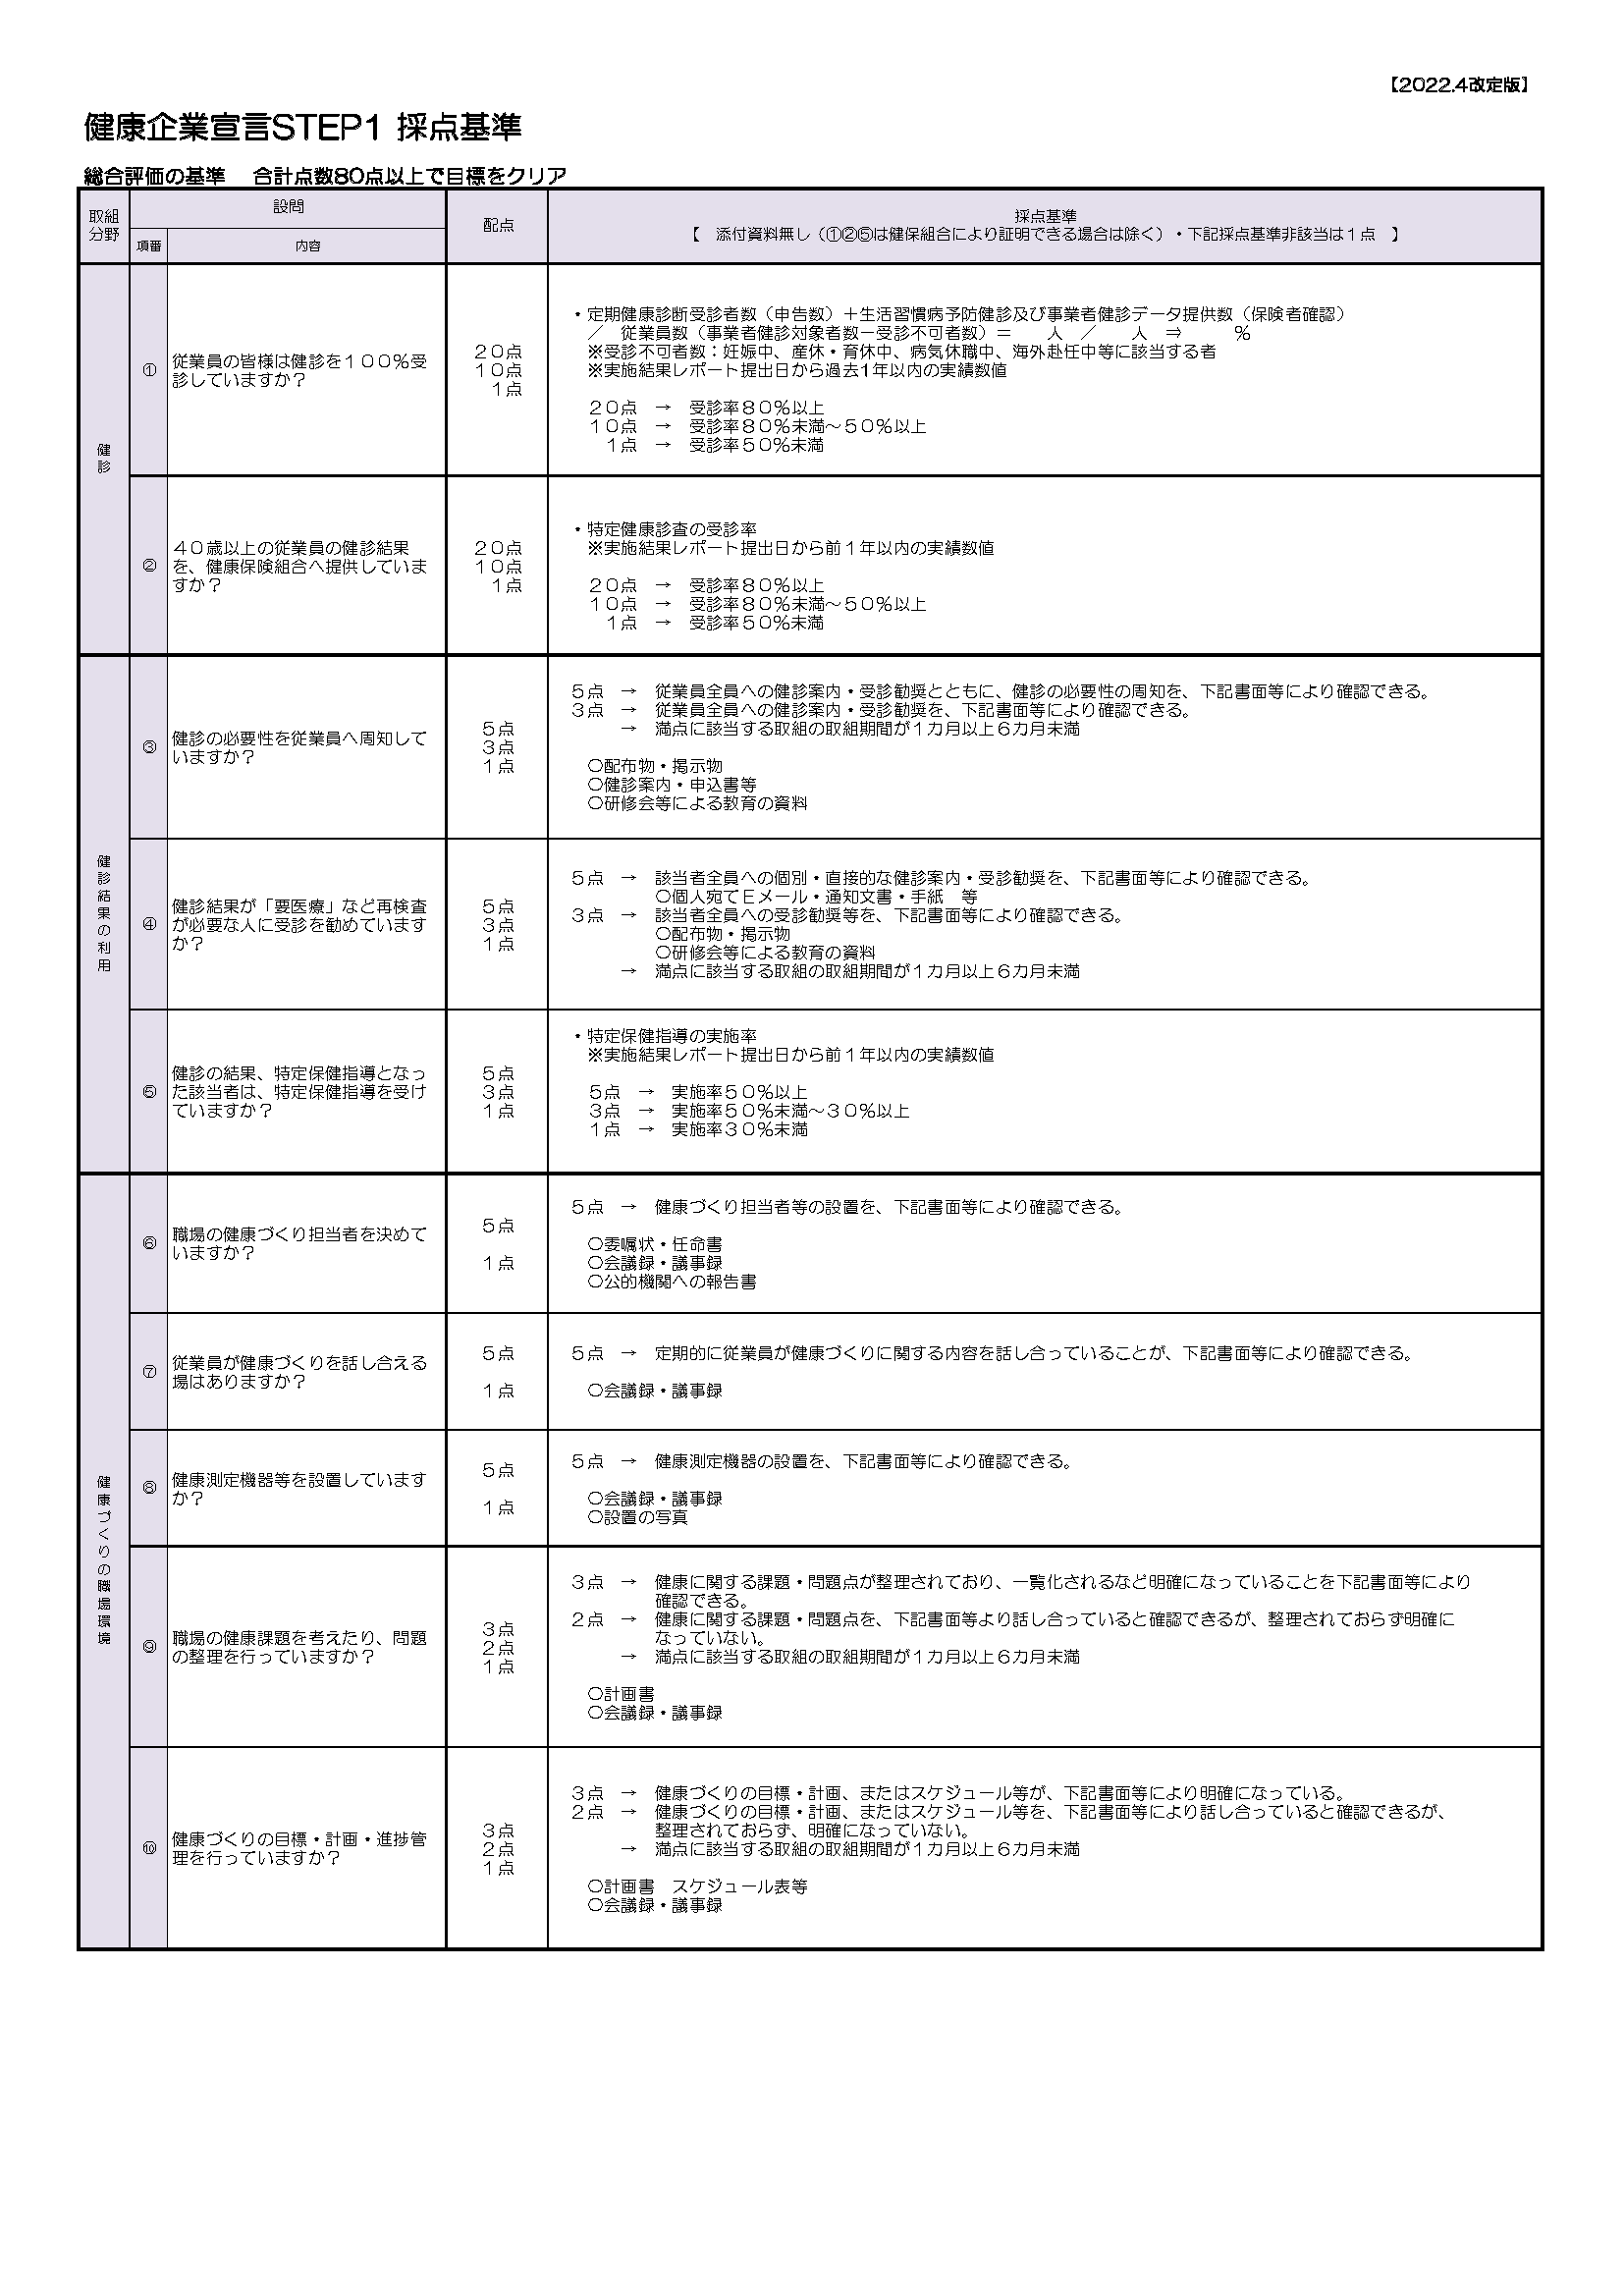 【2022.4改定版】
健康企業宣言STEP1 採点基準
総合評価の基準　合計点数80点以上で目標をクリア
取組
分野
設問
項番
内容
配点
採点基準
【　添付資料無し（①②⑤は健保組合により証明できる場合は除く）・下記採点基準非該当は１点　】
健診
①
従業員の皆様は健診を１００％受
診していますか？
２０点
１０点
１点
・定期健康診断受診者数（申告数）＋生活習慣病予防健診及び事業者健診データ提供数（保険者確認）
／　従業員数（事業者健診対象者数－受診不可者数）＝　　人　／　　人　⇒　　　％
※受診不可者数：妊娠中、産休・育休中、病気休職中、海外赴任中等に該当する者
※実施結果レポート提出日から過去1年以内の実績数値
２０点　→　受診率８０％以上
１０点　→　受診率８０％未満～５０％以上
１点　→　受診率５０％未満
②
４０歳以上の従業員の健診結果
を、健康保険組合へ提供していま
すか？
２０点
１０点
１点
・特定健康診査の受診率
※実施結果レポート提出日から前１年以内の実績数値
２０点　→　受診率８０％以上
１０点　→　受診率８０％未満～５０％以上
１点　→　受診率５０％未満
健診結果の利用
③
健診の必要性を従業員へ周知して
いますか？
５点
３点
１点
５点　→　従業員全員への健診案内・受診勧奨とともに、健診の必要性の周知を、下記書面等により確認できる。
３点　→　従業員全員への健診案内・受診勧奨を、下記書面等により確認できる。
→　満点に該当する取組の取組期間が１カ月以上６カ月未満
○配布物・掲示物
○健診案内・申込書等
○研修会等による教育の資料
④
健診結果が「要医療」など再検査
が必要な人に受診を勧めています
か？
５点
３点
１点
５点　→　該当者全員への個別・直接的な健診案内・受診勧奨を、下記書面等により確認できる。
○個人宛てＥメール・通知文書・手紙　等
３点　→　該当者全員への受診勧奨等を、下記書面等により確認できる。
○配布物・掲示物
○研修会等による教育の資料
→　満点に該当する取組の取組期間が１カ月以上６カ月未満
⑤
健診の結果、特定保健指導となっ
た該当者は、特定保健指導を受け
ていますか？
５点
３点
１点
・特定保健指導の実施率
※実施結果レポート提出日から前１年以内の実績数値
５点　→　実施率５０％以上
３点　→　実施率５０％未満～３０％以上
１点　→　実施率３０％未満
健康づくりの職場環境
⑥
職場の健康づくり担当者を決めて
いますか？
５点
１点
５点　→　健康づくり担当者等の設置を、下記書面等により確認できる。
○委嘱状・任命書
○会議録・議事録
○公的機関への報告書
⑦
従業員が健康づくりを話し合える
場はありますか？
５点
１点
５点　→　定期的に従業員が健康づくりに関する内容を話し合っていることが、下記書面等により確認できる。
○会議録・議事録
⑧
健康測定機器等を設置しています
か？
５点
１点
５点　→　健康測定機器の設置を、下記書面等により確認できる。
○会議録・議事録
○設置の写真
⑨
職場の健康課題を考えたり、問題
の整理を行っていますか？
３点
２点
１点
３点　→　健康に関する課題・問題点が整理されており、一覧化されるなど明確になっていることを下記書面等により
確認できる。
２点　→　健康に関する課題・問題点を、下記書面等より話し合っていると確認できるが、整理されておらず明確に
なっていない。
→　満点に該当する取組の取組期間が１カ月以上６カ月未満
○計画書
○会議録・議事録
⑩
健康づくりの目標・計画・進捗管
理を行っていますか？
３点
２点
１点
３点　→　健康づくりの目標・計画、またはスケジュール等が、下記書面等により明確になっている。
２点　→　健康づくりの目標・計画、またはスケジュール等を、下記書面等により話し合っていると確認できるが、
整理されておらず、明確になっていない。
→　満点に該当する取組の取組期間が１カ月以上６カ月未満
○計画書　スケジュール表等
○会議録・議事録